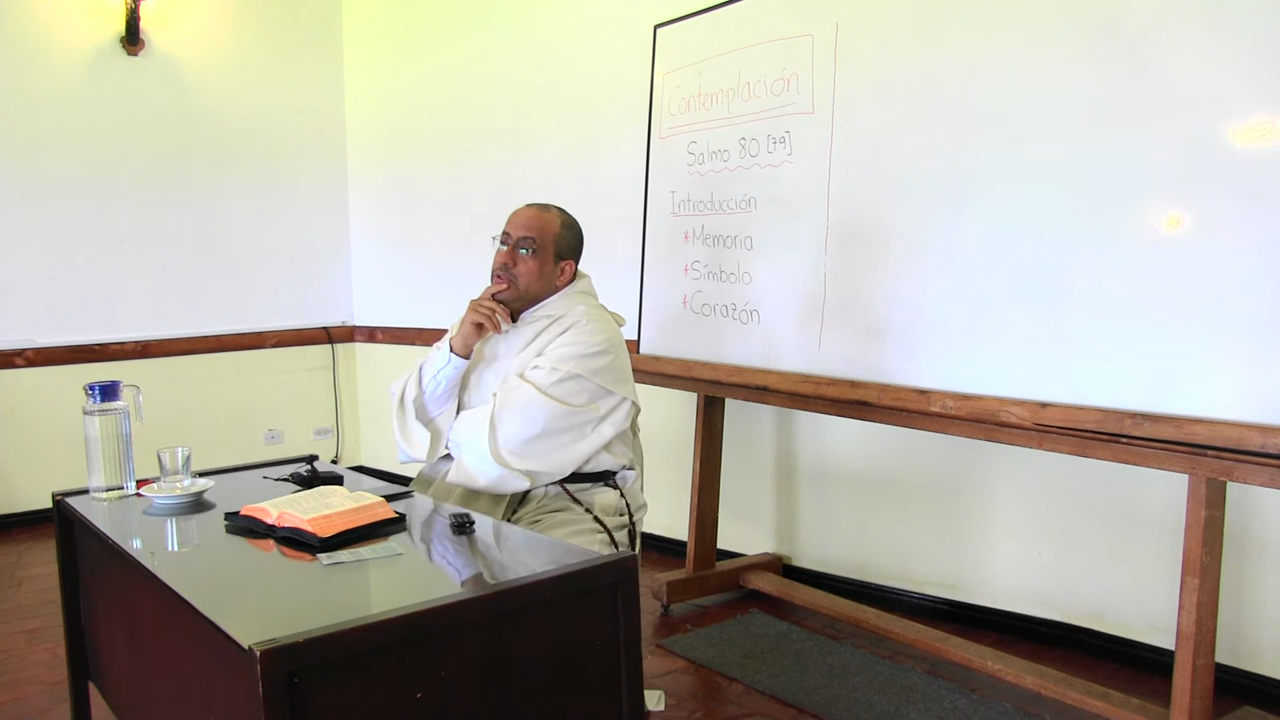 Contemplación
Salmo 80 [79]
Introducción
*Memoria
*Símbolo
*Corazón